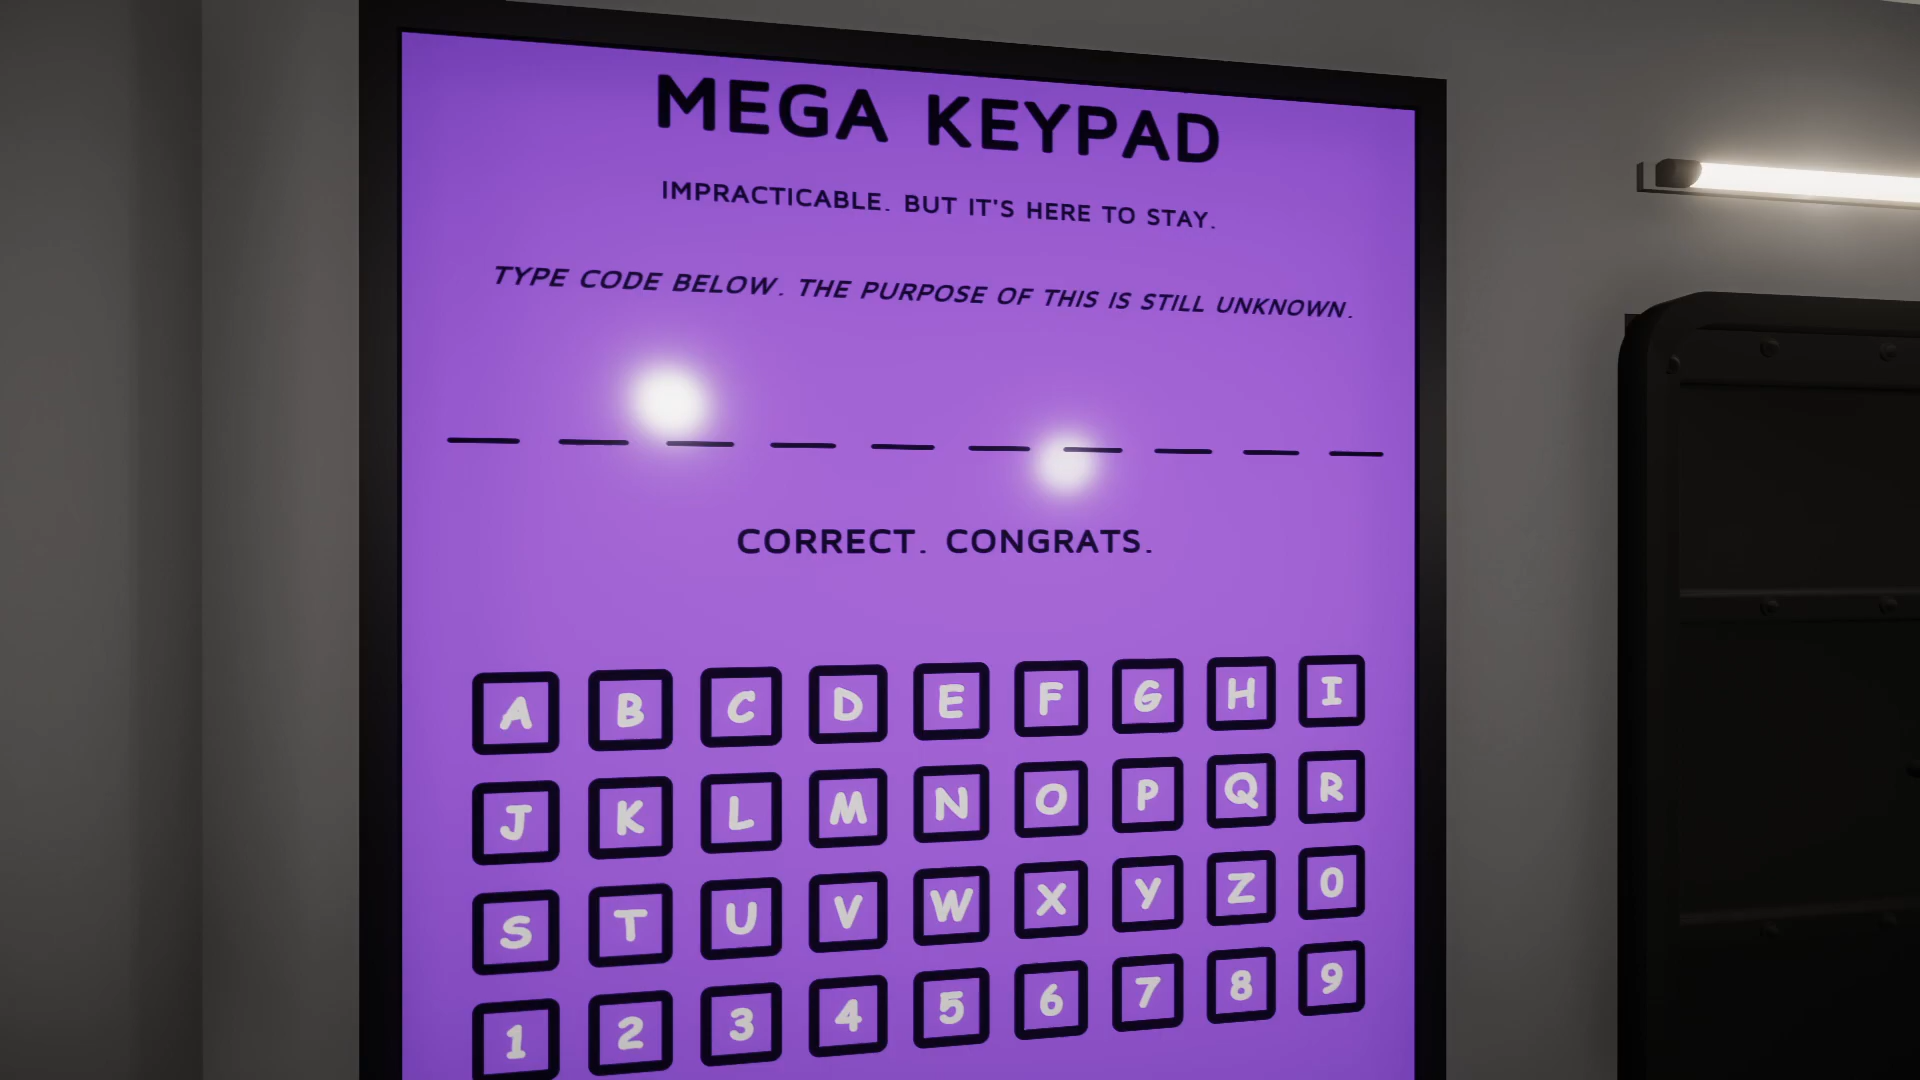 MEGA KEYPAD
IMPRACTICABLE. BUT IT'S HERE TO STAY.
TYPE CODE BELOW. THE PURPOSE OF THIS IS STILL UNKNOWN.
CORRECT. CONGRATS.
A B C D E F G H I
J K L M N O P Q R
S T U V W X Y Z 0
1 2 3 4 5 6 7 8 9